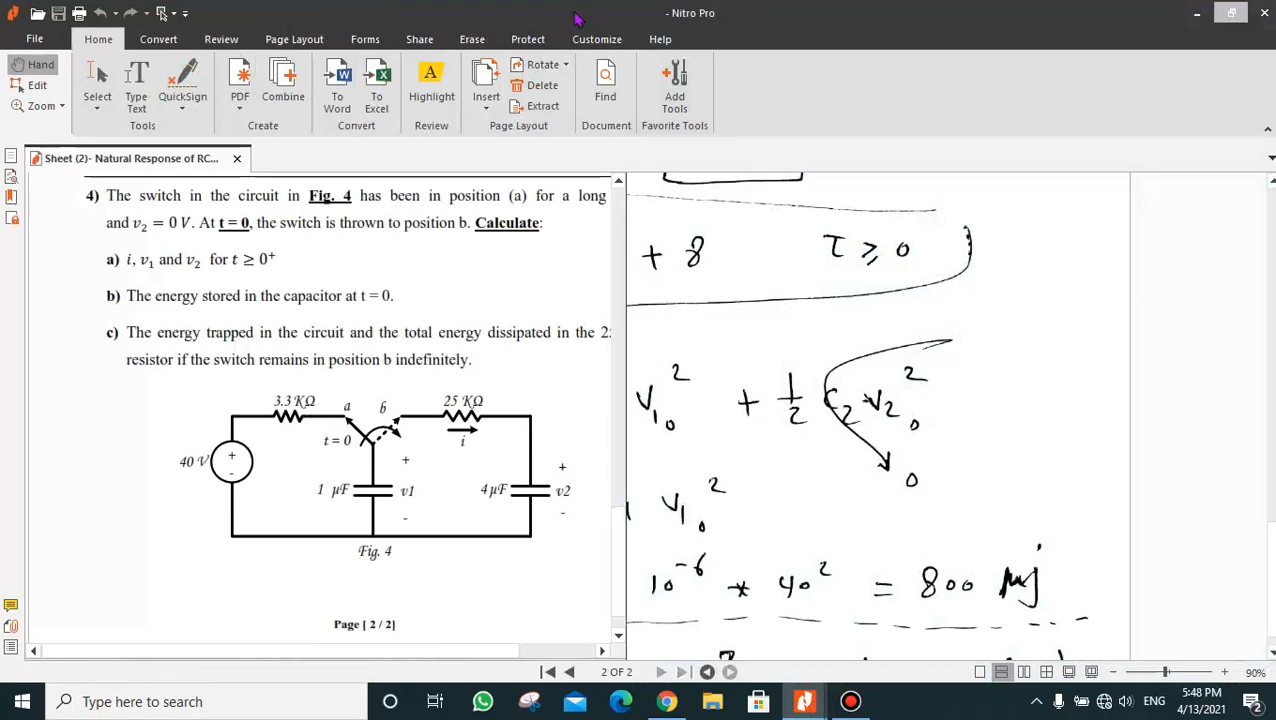 - Nitro Pro
File Home Convert Review Page Layout Forms Share Erase Protect Customize Help
Hand
Edit
Zoom
Select
Type Text
QuickSign
Tools
PDF
Combine
Create
To Word
To Excel
Convert
Highlight
Review
Insert
Rotate
Delete
Extract
Page Layout
Find
Document
Add Tools
Favorite Tools
Sheet (2)- Natural Response of RC...
4) The switch in the circuit in Fig. 4 has been in position (a) for a long
and v₂ = 0 V. At t = 0, the switch is thrown to position b. Calculate:
a) i, v₁ and v₂ for t ≥ 0⁺
b) The energy stored in the capacitor at t = 0.
c) The energy trapped in the circuit and the total energy dissipated in the 2
resistor if the switch remains in position b indefinitely.
3.3 KΩ
a
b
25 KΩ
t = 0
i
40 V
+
-
1 μF
+
v1
-
4 μF
+
v2
-
Fig. 4
Page [ 2 / 2]
+ 8 τ ≥ 0
V₁₀² + 1/2 C₂ V₂₀²
0
V₁₀²
10⁻⁶ * 40² = 800 μj
2 OF 2
90%
Type here to search
ENG
5:48 PM
4/13/2021
2